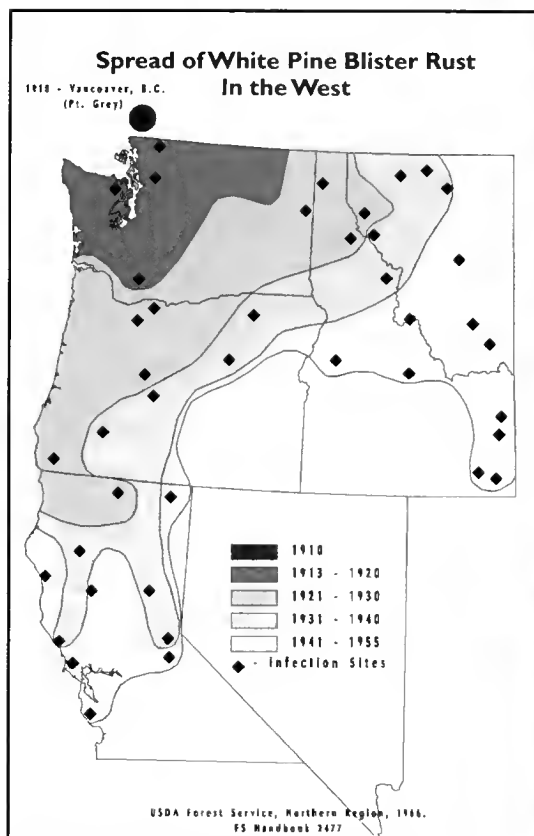 Spread of White Pine Blister Rust
In the West
1910 - Vancouver, B.C.
(Pt. Grey)
1910
1913 - 1920
1921 - 1930
1931 - 1940
1941 - 1955
- Infection Sites
USDA Forest Service, Northern Region, 1966.
FS Handbook 2477